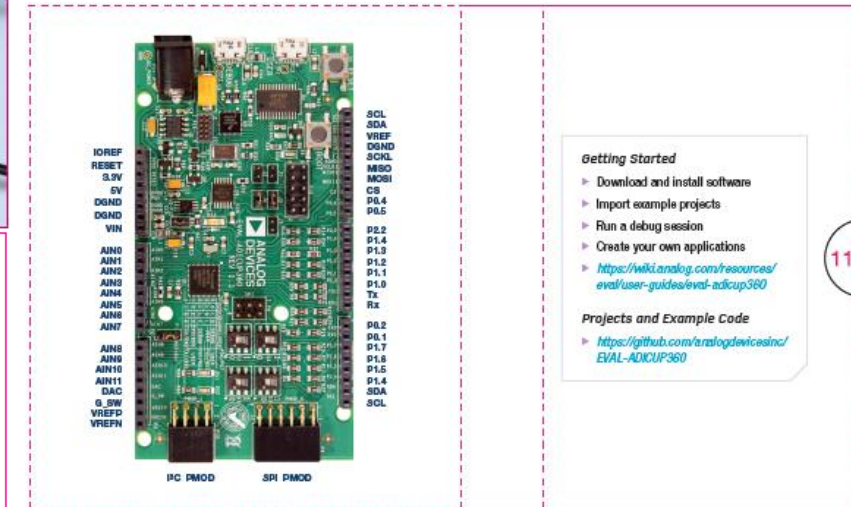 IOREF
RESET
3.3V
5V
DGND
DGND
VIN
AIN0
AIN1
AIN2
AIN3
AIN4
AIN5
AIN6
AIN7
AIN8
AIN9
AIN10
AIN11
DAC
G_SW
VREFP
VREFN
ANALOG
DEVICES
SCL
SDA
VREF
DGND
SCKL
MISO
MOSI
CS
P0.4
P0.5
P2.2
P1.4
P1.3
P1.2
P1.1
P1.0
Tx
Rx
P0.2
P0.1
P1.7
P1.6
P1.5
P1.4
SDA
SCL
I²C PMOD
SPI PMOD
Getting Started
Download and install software
Import example projects
Run a debug session
Create your own applications
https://wiki.analog.com/resources/
eval/user-guides/eval-adicup360
Projects and Example Code
https://github.com/analogdevicesinc/
EVAL-ADICUP360
11